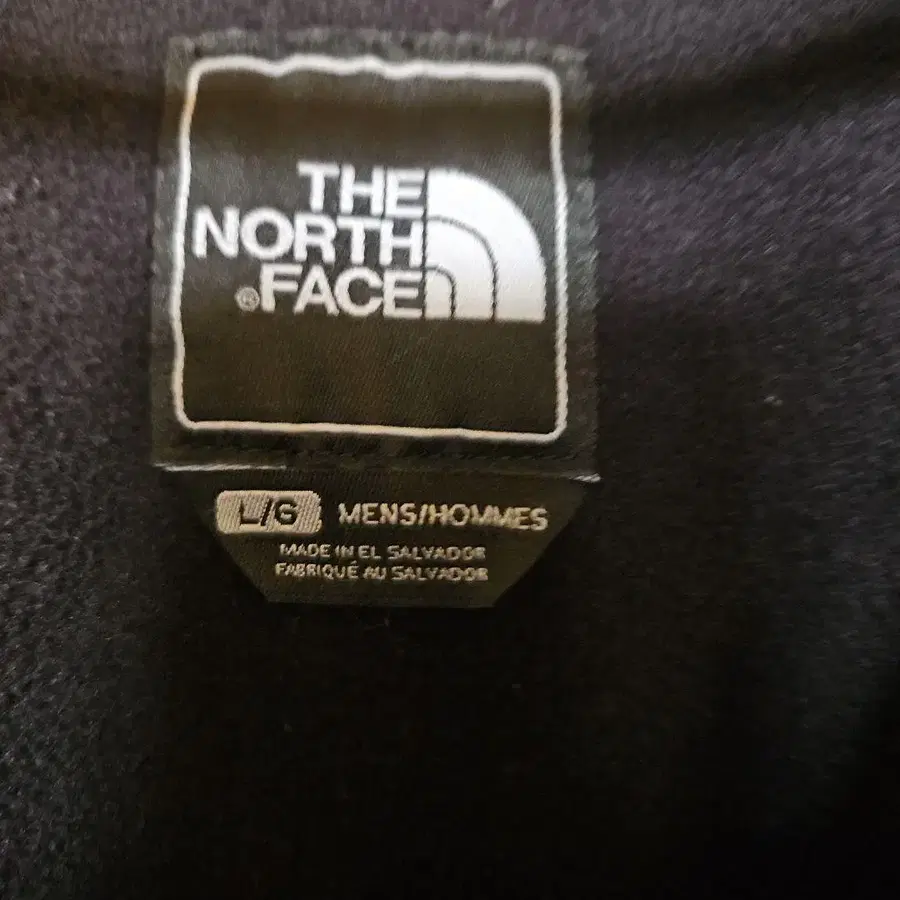 THE
NORTH
®FACE
L/G MENS/HOMMES
MADE IN EL SALVADOR
FABRIQUÉ AU SALVADOR